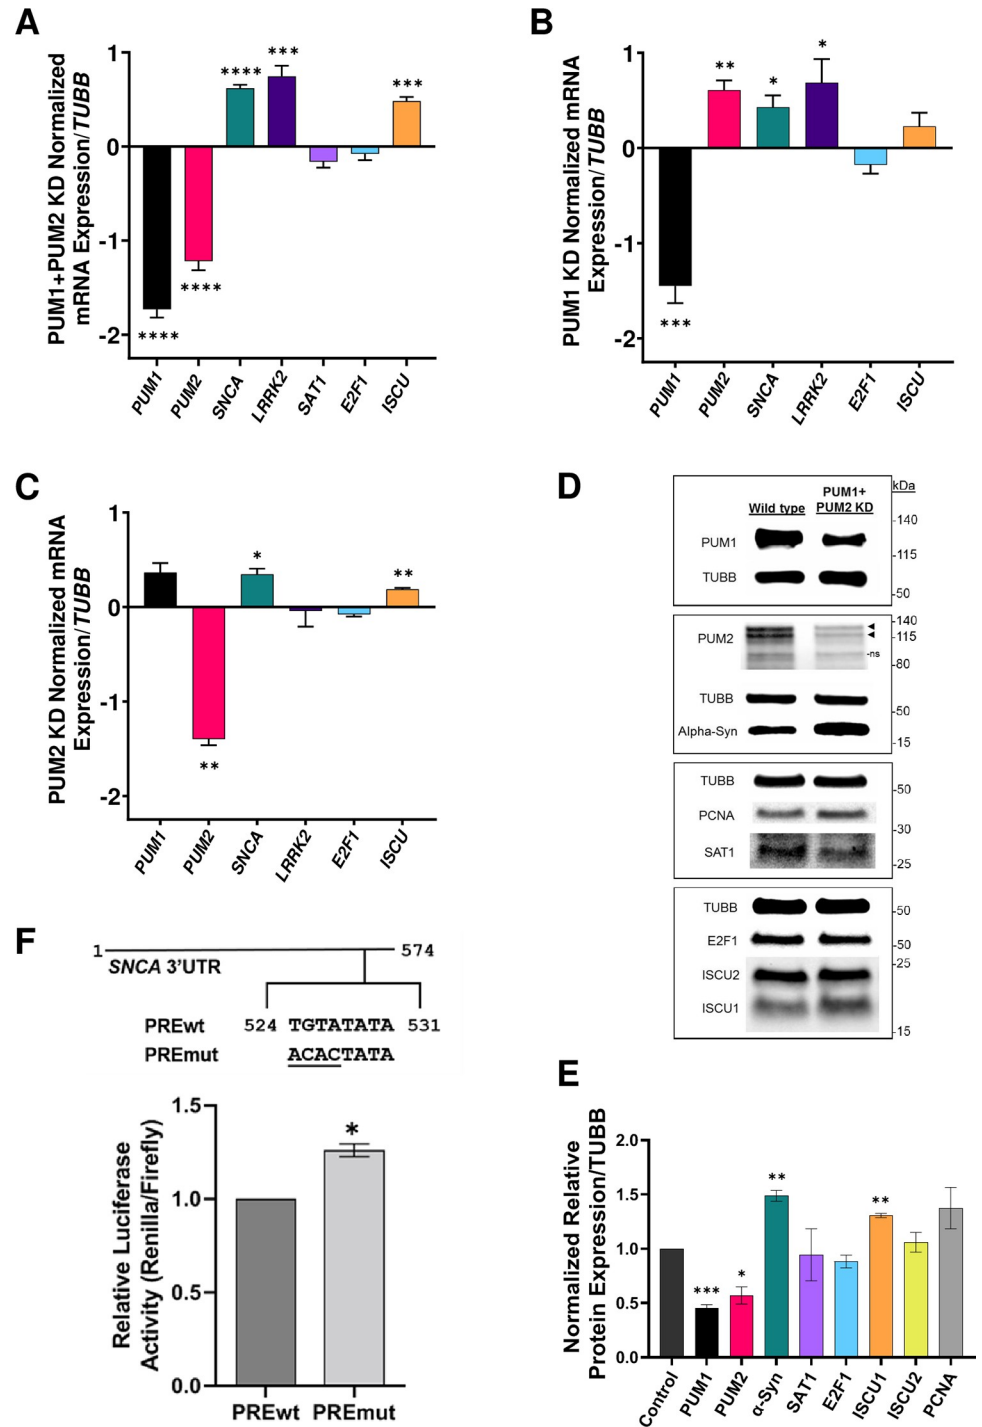 A
PUM1+PUM2 KD Normalized
mRNA Expression/TUBB
1
0
-1
-2
****
****
****
***
***
PUM1
PUM2
SNCA
LRRK2
SAT1
E2F1
ISCU
B
PUM1 KD Normalized mRNA
Expression/TUBB
1
0
-1
-2
***
**
*
*
PUM1
PUM2
SNCA
LRRK2
E2F1
ISCU
C
PUM2 KD Normalized mRNA
Expression/TUBB
1
0
-1
-2
**
*
**
PUM1
PUM2
SNCA
LRRK2
E2F1
ISCU
D
Wild type
PUM1+
PUM2 KD
kDa
PUM1
TUBB
-140
-115
-50
PUM2
TUBB
Alpha-Syn
-140
-115
-ns
-80
-50
-15
TUBB
PCNA
SAT1
-50
-30
-25
TUBB
E2F1
ISCU2
ISCU1
-50
-50
-25
-15
F
1 574
SNCA 3'UTR
PREwt 524 TGTATATA 531
PREmut ACACTATA
Relative Luciferase
Activity (Renilla/Firefly)
1.5
1.0
0.5
0.0
*
PREwt PREmut
E
Normalized Relative
Protein Expression/TUBB
2.0
1.5
1.0
0.5
0.0
***
*
**
**
Control
PUM1
PUM2
α-Syn
SAT1
E2F1
ISCU1
ISCU2
PCNA